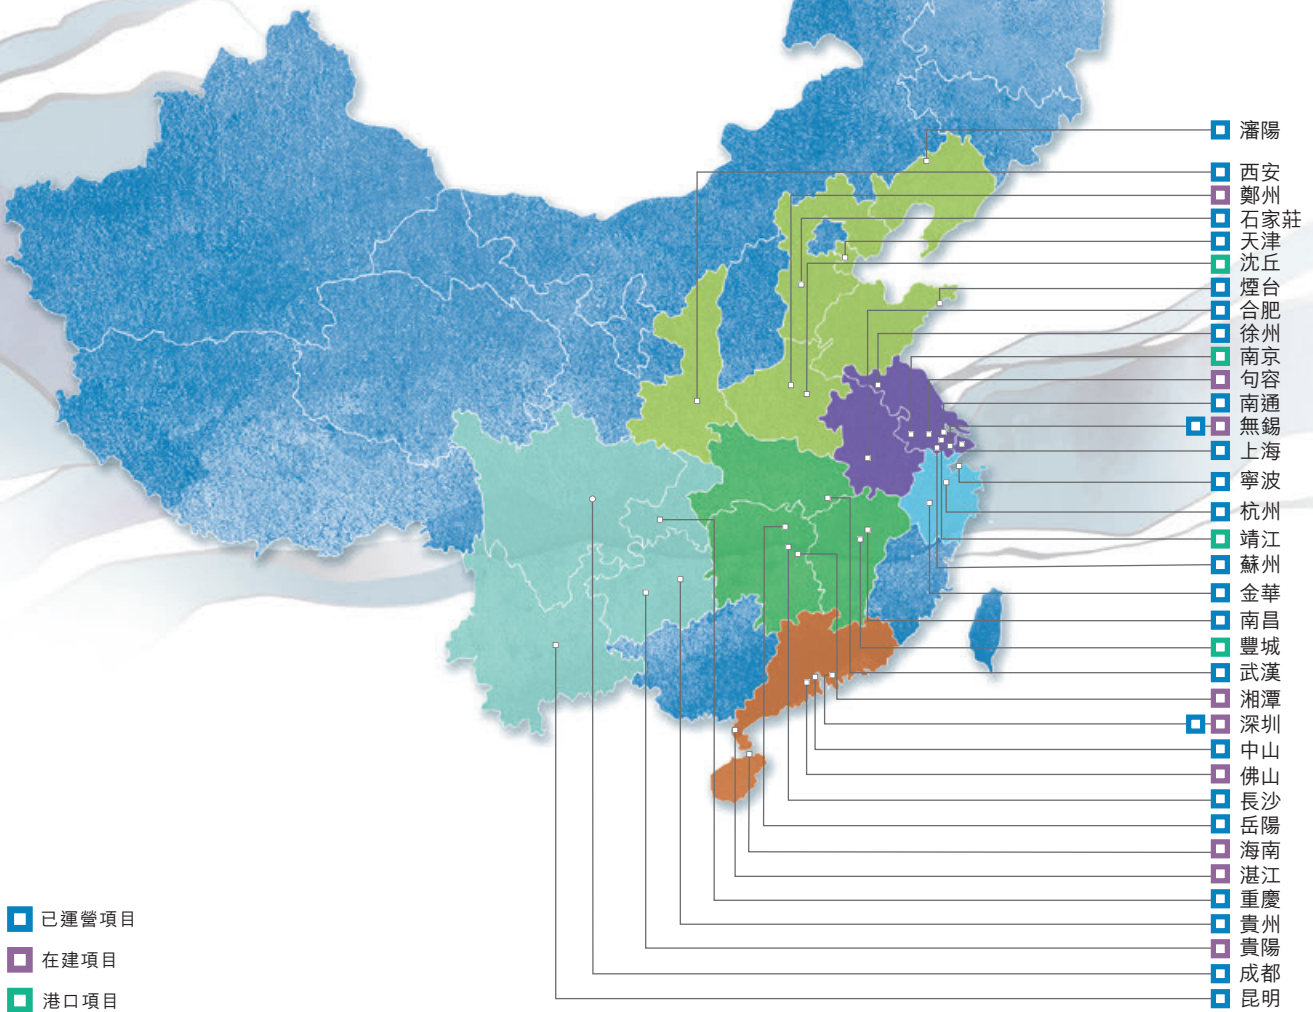 瀋陽
西安
鄭州
石家莊
天津
沈丘
煙台
合肥
徐州
南京
句容
南通
無錫
上海
寧波
杭州
靖江
蘇州
金華
南昌
豐城
武漢
湘潭
深圳
中山
佛山
長沙
岳陽
海南
湛江
重慶
貴州
貴陽
成都
昆明
已運營項目
在建項目
港口項目